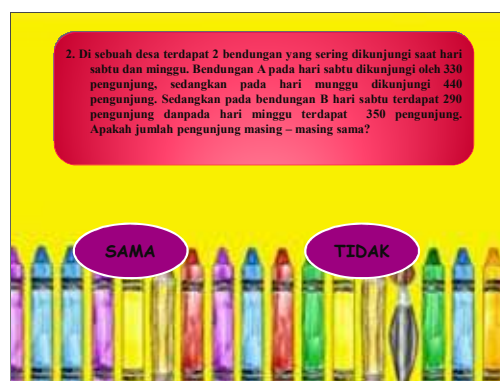 2. Di sebuah desa terdapat 2 bendungan yang sering dikunjungi saat hari
sabtu dan minggu. Bendungan A pada hari sabtu dikunjungi oleh 330
pengunjung, sedangkan pada hari munggu dikunjungi 440
pengunjung. Sedangkan pada bendungan B hari sabtu terdapat 290
pengunjung danpada hari minggu terdapat 350 pengunjung.
Apakah jumlah pengunjung masing – masing sama?
SAMA
TIDAK